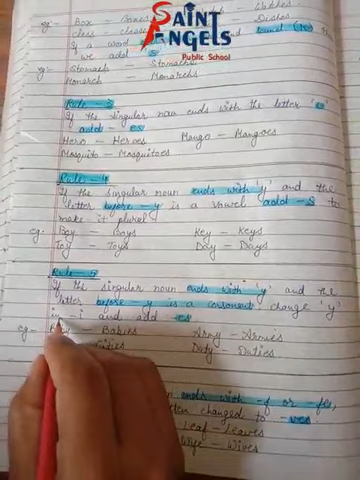 SAINT ANGELS
Public School
eg:- Box - Boxes
Dishes
class - classes
sound (K)
If a word
we add s
eg:- Stomach - Stomachs
Monarch - Monarchs
Rule - 3
If the singular noun ends with the letter 'o'
add - es
Hero - Heroes Mango - Mangoes
Mosquito - Mosquitoes
Rule - 4
If the singular noun ends with 'y' and the
letter before - y is a vowel add - S to
make it plurel
eg:- Boy - Boys Key - Keys
Toy - Toys Day - Days
Rule - 5
If the singular noun ends with 'y' and the
letter before - y is a consonent change 'y'
in - i and add - es
eg:- Babies Army - Armies
Cities Duty - Duties
ends with - f or - fe,
changed to - ves
Leaf - Leaves
Wife - Wives